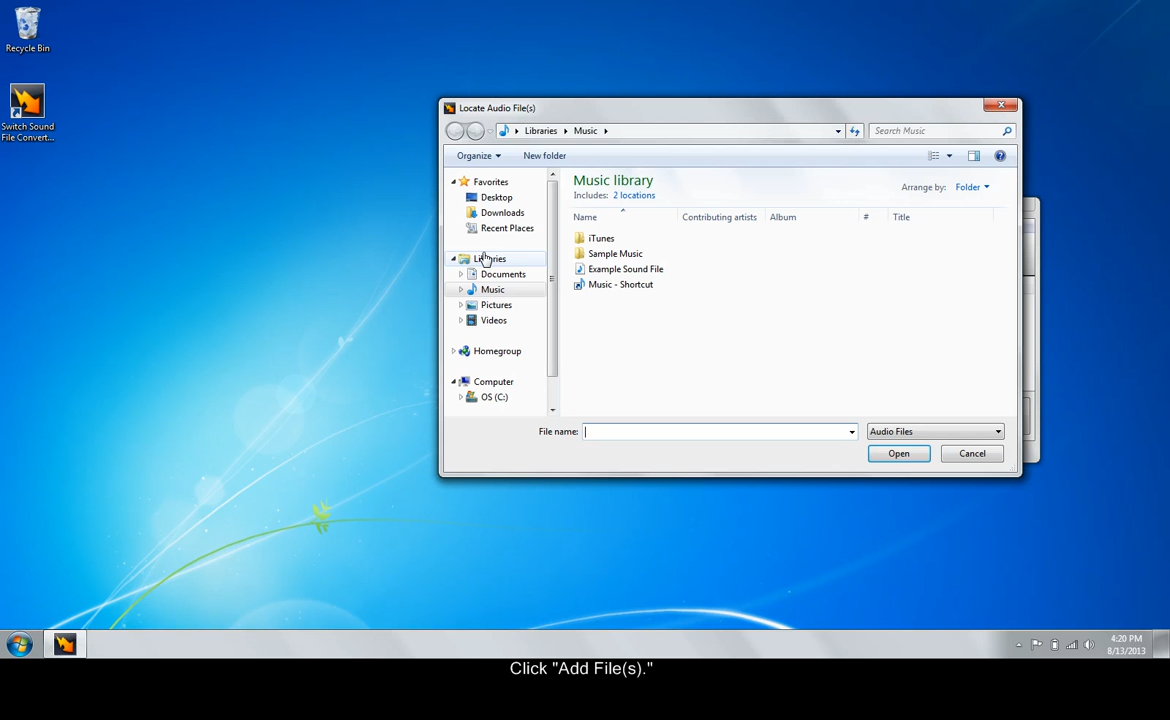 Recycle Bin
Switch Sound
File Convert...
Locate Audio File(s)
Libraries Music
Search Music
Organize New folder
Favorites
Desktop
Downloads
Recent Places
Libraries
Documents
Music
Pictures
Videos
Homegroup
Computer
OS (C:)
Music library
Includes: 2 locations
Arrange by: Folder
Name Contributing artists Album # Title
iTunes
Sample Music
Example Sound File
Music - Shortcut
File name:
Audio Files
Open Cancel
4:20 PM
8/13/2013
Click "Add File(s)."